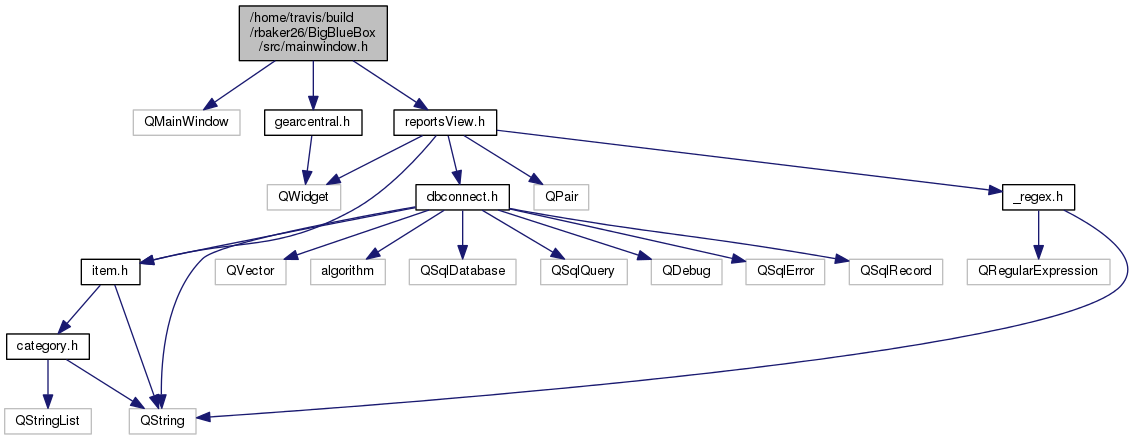 /home/travis/build
/rbaker26/BigBlueBox
/src/mainwindow.h
QMainWindow
gearcentral.h
reportsView.h
QWidget
dbconnect.h
QPair
_regex.h
item.h
QVector
algorithm
QSqlDatabase
QSqlQuery
QDebug
QSqlError
QSqlRecord
QRegularExpression
category.h
QStringList
QString